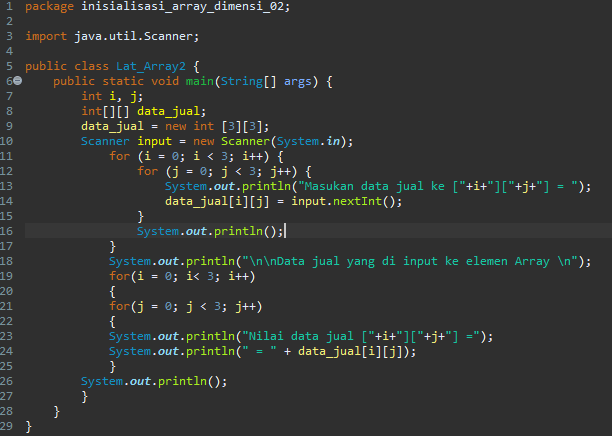 1 package inisialisasi_array_dimensi_02;
2
3 import java.util.Scanner;
4
5 public class Lat_Array2 {
6     public static void main(String[] args) {
7         int i, j;
8         int[][] data_jual;
9         data_jual = new int [3][3];
10         Scanner input = new Scanner(System.in);
11             for (i = 0; i < 3; i++) {
12                 for (j = 0; j < 3; j++) {
13                     System.out.println("Masukan data jual ke ["+i+"]["+j+"] = ");
14                     data_jual[i][j] = input.nextInt();
15                 }
16                 System.out.println();
17             }
18             System.out.println("\n\nData jual yang di input ke elemen Array \n");
19             for(i = 0; i< 3; i++)
20             {
21             for(j = 0; j < 3; j++)
22             {
23             System.out.println("Nilai data jual ["+i+"]["+j+"] =");
24             System.out.println(" = " + data_jual[i][j]);
25             }
26         System.out.println();
27         }
28     }
29 }